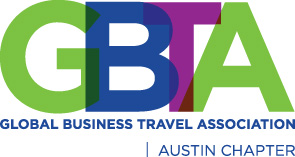 GBTA
GLOBAL BUSINESS TRAVEL ASSOCIATION
| AUSTIN CHAPTER